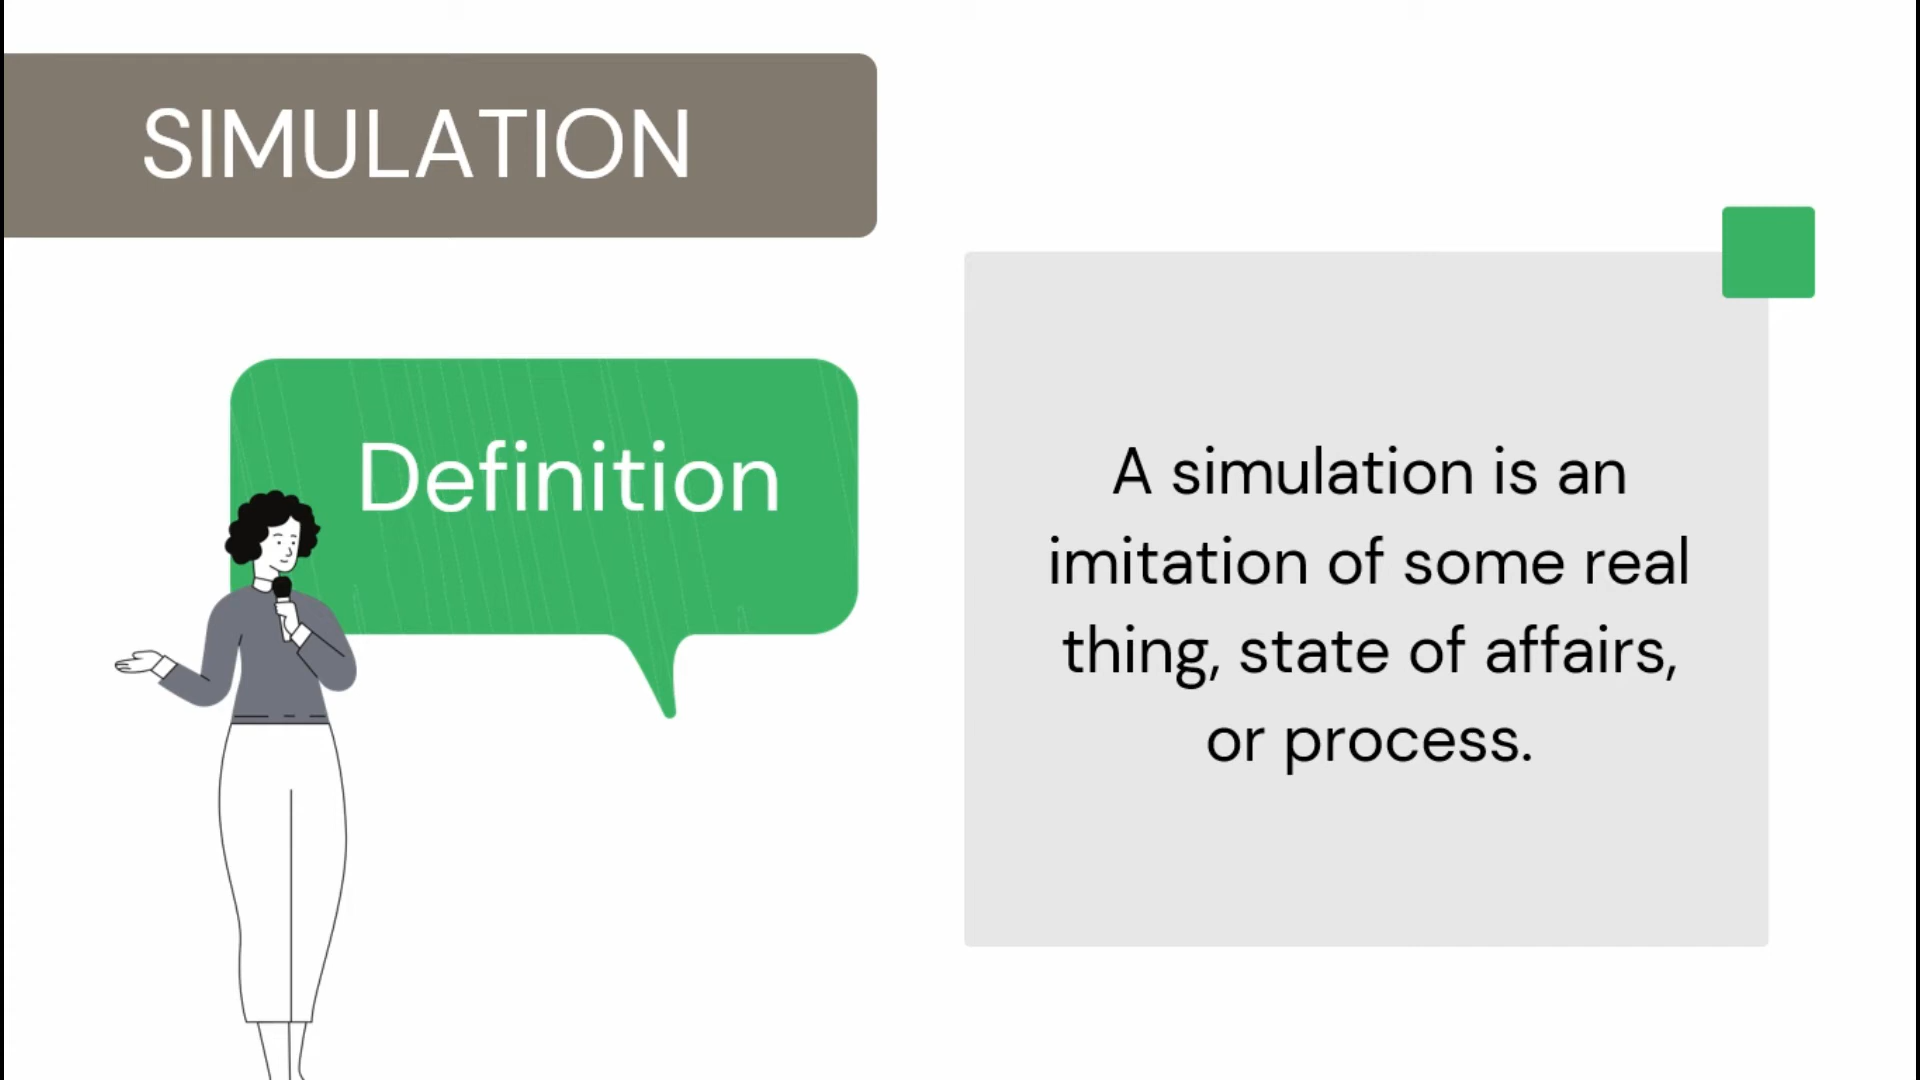 SIMULATION
Definition
A simulation is an
imitation of some real
thing, state of affairs,
or process.